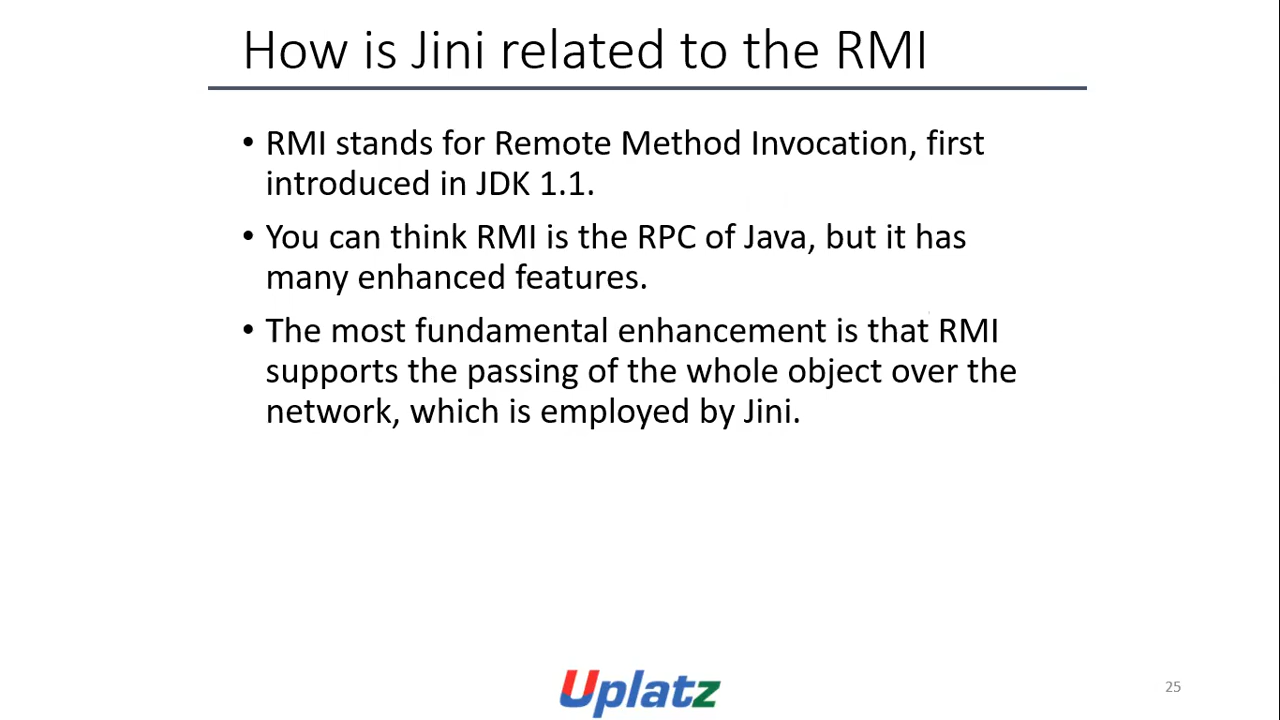 How is Jini related to the RMI
• RMI stands for Remote Method Invocation, first
introduced in JDK 1.1.
• You can think RMI is the RPC of Java, but it has
many enhanced features.
• The most fundamental enhancement is that RMI
supports the passing of the whole object over the
network, which is employed by Jini.
Uplatz
25